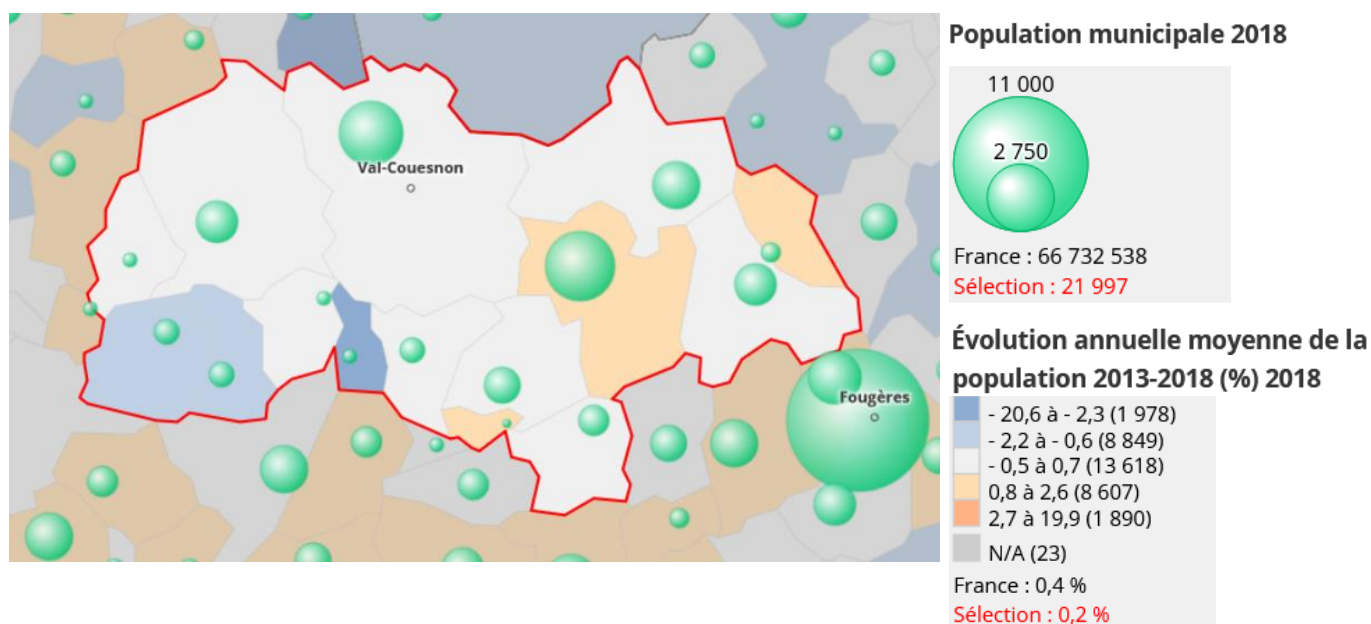 Val-Couesnon
Fougères
Population municipale 2018
11 000
2 750
France : 66 732 538
Sélection : 21 997
Évolution annuelle moyenne de la
population 2013-2018 (%) 2018
- 20,6 à - 2,3 (1 978)
- 2,2 à - 0,6 (8 849)
- 0,5 à 0,7 (13 618)
0,8 à 2,6 (8 607)
2,7 à 19,9 (1 890)
N/A (23)
France : 0,4 %
Sélection : 0,2 %